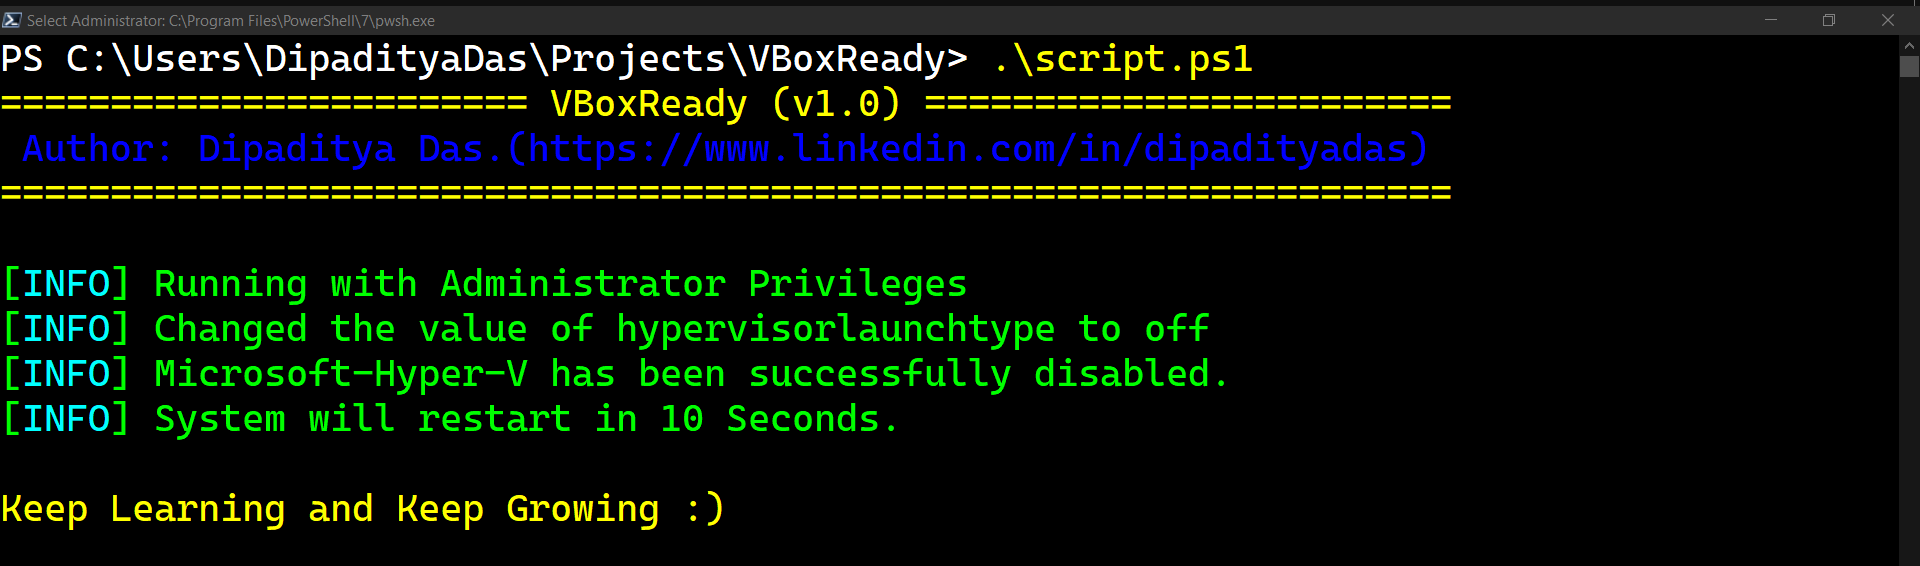 Select Administrator: C:\Program Files\PowerShell\7\pwsh.exe
PS C:\Users\DipadityaDas\Projects\VBoxReady> .\script.ps1
======================== VBoxReady (v1.0) ========================
Author: Dipaditya Das.(https://www.linkedin.com/in/dipadityadas)
==================================================================
[INFO] Running with Administrator Privileges
[INFO] Changed the value of hypervisorlaunchtype to off
[INFO] Microsoft-Hyper-V has been successfully disabled.
[INFO] System will restart in 10 Seconds.
Keep Learning and Keep Growing :)